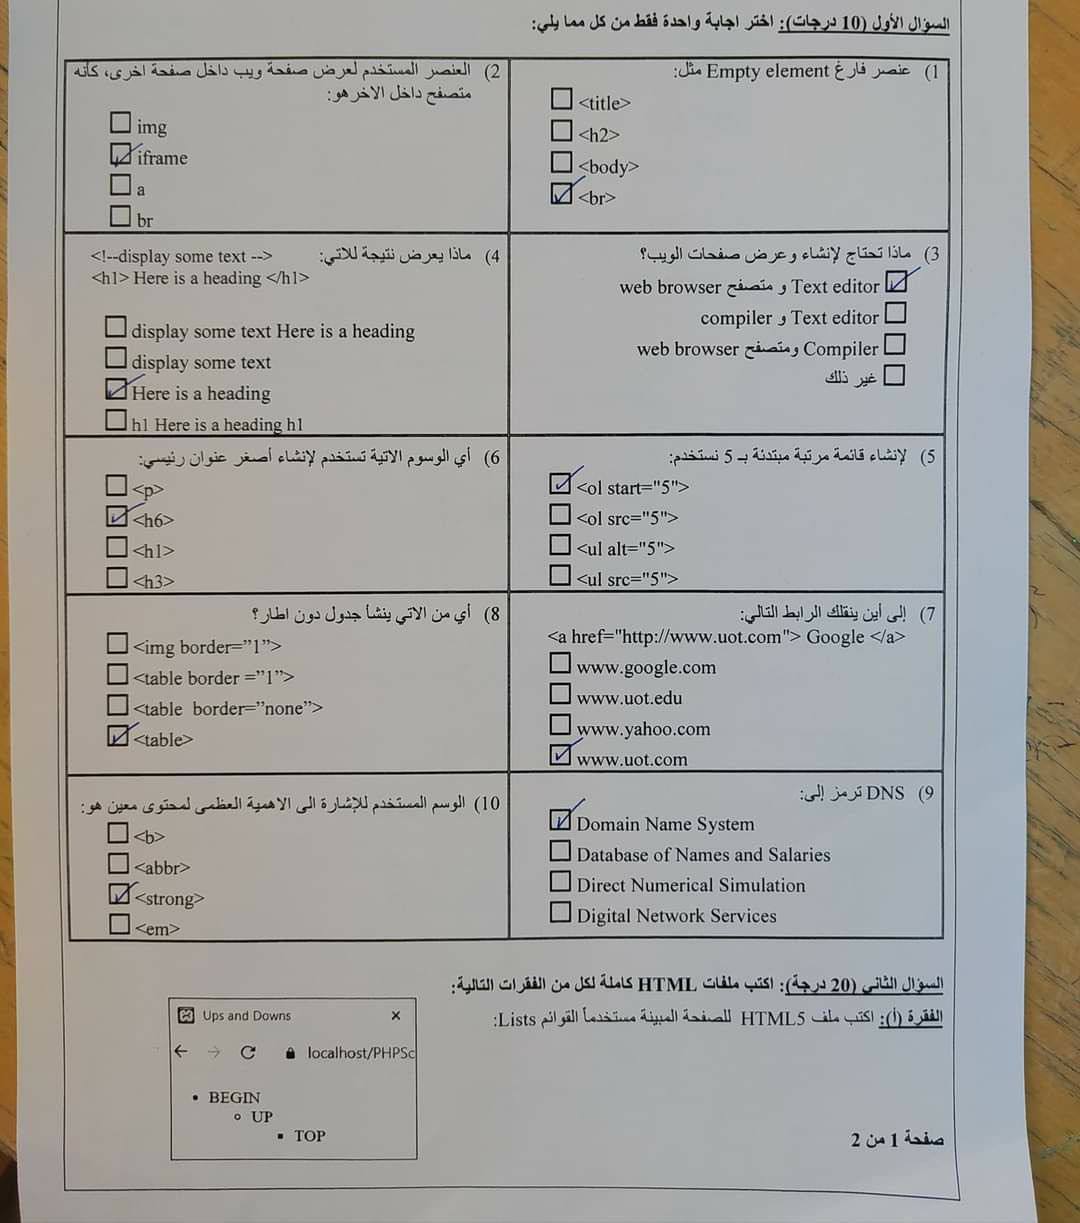 السؤال الأول (10 درجات): اختر اجابة واحدة فقط من كل مما يلي:
1) عنصر فارغ Empty element مثل:
<title>
<h2>
<body>
<br>
2) العنصر المستخدم لعرض صفحة ويب داخل صفحة اخرى، كأنه
متصفح داخل الاخرهو:
img
iframe
a
br
3) ماذا تحتاج لإنشاء وعرض صفحات الويب؟
Text editor و متصفح web browser
Text editor و compiler
Compiler ومتصفح web browser
غير ذلك
4) ماذا يعرض نتيجة للاتي: <!--display some text -->
<h1> Here is a heading </h1>
display some text Here is a heading
display some text
Here is a heading
h1 Here is a heading h1
5) لإنشاء قائمة مرتبة مبتدئة بـ 5 نستخدم:
<ol start="5">
<ol src="5">
<ul alt="5">
<ul src="5">
6) أي الوسوم الاتية تستخدم لإنشاء أصغر عنوان رئيسي:
<p>
<h6>
<h1>
<h3>
7) إلى أين ينقلك الرابط التالي:
<a href="http://www.uot.com"> Google </a>
www.google.com
www.uot.edu
www.yahoo.com
www.uot.com
8) أي من الاتي ينشأ جدول دون اطار؟
<img border=”1”>
<table border =”1”>
<table border=”none”>
<table>
9) DNS ترمز إلى:
Domain Name System
Database of Names and Salaries
Direct Numerical Simulation
Digital Network Services
10) الوسم المستخدم للإشارة الى الاهمية العظمى لمحتوى معين هو:
<b>
<abbr>
<strong>
<em>
السؤال الثاني (20 درجة): اكتب ملفات HTML كاملة لكل من الفقرات التالية:
الفقرة (أ): اكتب ملف HTML5 للصفحة المبينة مستخدماً القوائم Lists:
Ups and Downs
localhost/PHPSc
BEGIN
UP
TOP
صفحة 1 من 2